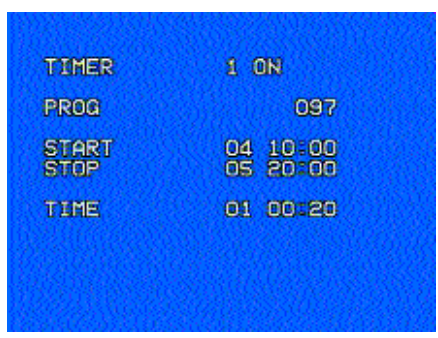 TIMER 1 ON
PROG 097
START 04 10:00
STOP 05 20:00
TIME 01 00:20